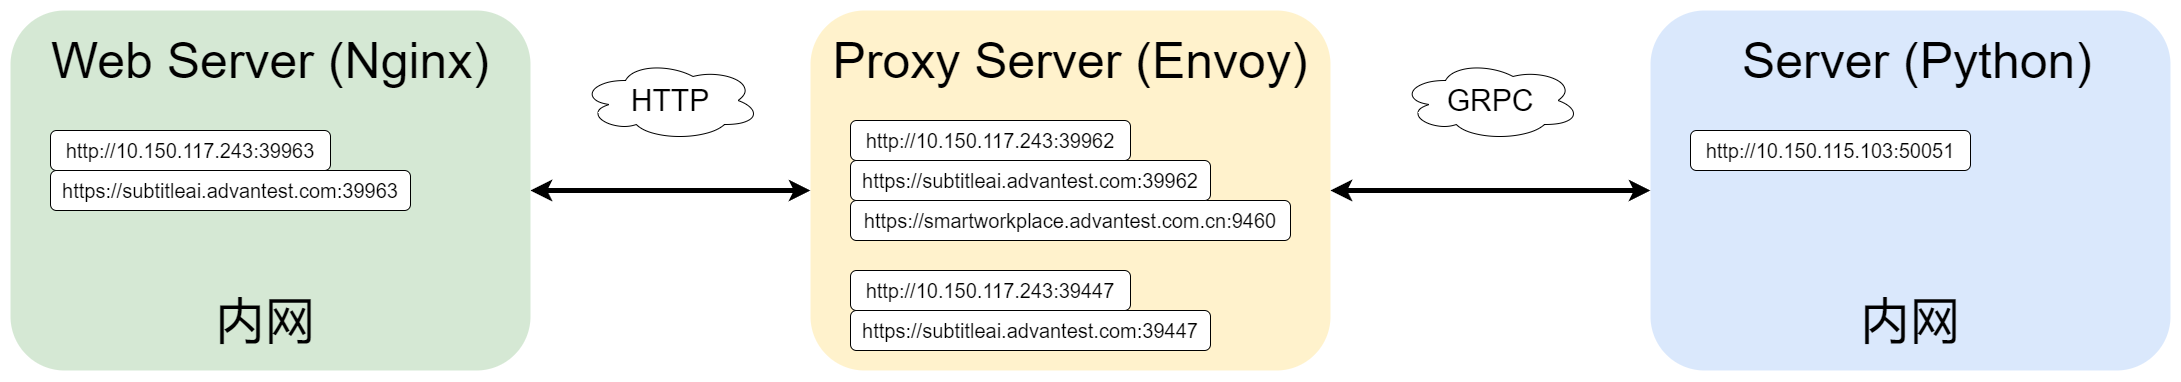 Web Server (Nginx)
http://10.150.117.243:39963
https://subtitleai.advantest.com:39963
内网
HTTP
Proxy Server (Envoy)
http://10.150.117.243:39962
https://subtitleai.advantest.com:39962
https://smartworkplace.advantest.com.cn:9460
http://10.150.117.243:39447
https://subtitleai.advantest.com:39447
GRPC
Server (Python)
http://10.150.115.103:50051
内网